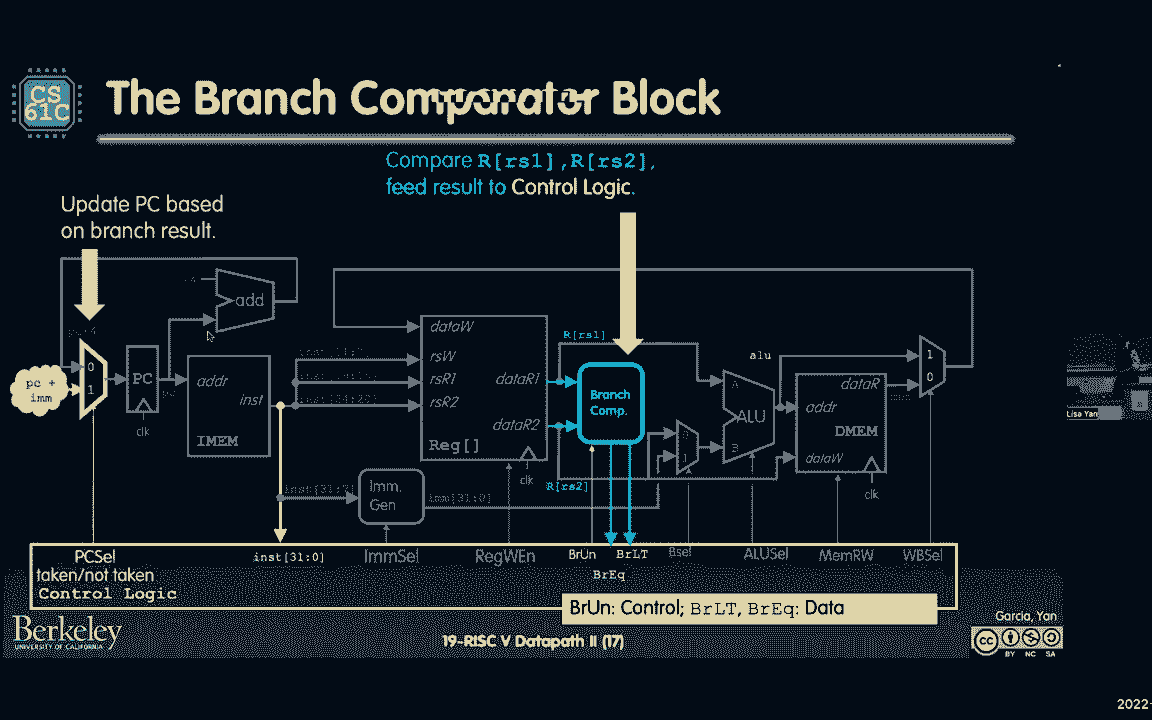 CS
61C
The Branch Comparator Block
Compare R[rs1],R[rs2],
feed result to Control Logic.
Update PC based
on branch result.
add
dataW
rsW
rsR1
rsR2
Reg[]
dataR1
dataR2
clk
R[rs1]
R[rs2]
Branch
Comp.
alu
A
B
ALU
addr
dataR
DMEM
dataW
clk
1
0
0
1
pc +
imm
PC
clk
addr
inst
IMEM
Imm.
Gen
imm[31:0]
PCSel
taken/not taken
Control Logic
inst[31:0]
ImmSel
RegWEn
BrUn
BrLT
BrEq
Bsel
ALUSel
MemRW
WBSel
BrUn: Control; BrLT, BrEq: Data
Berkeley
UNIVERSITY OF CALIFORNIA
19-RISC V Datapath II (17)
Garcia, Yan
cc
BY NC SA
Lisa Yan
2022-